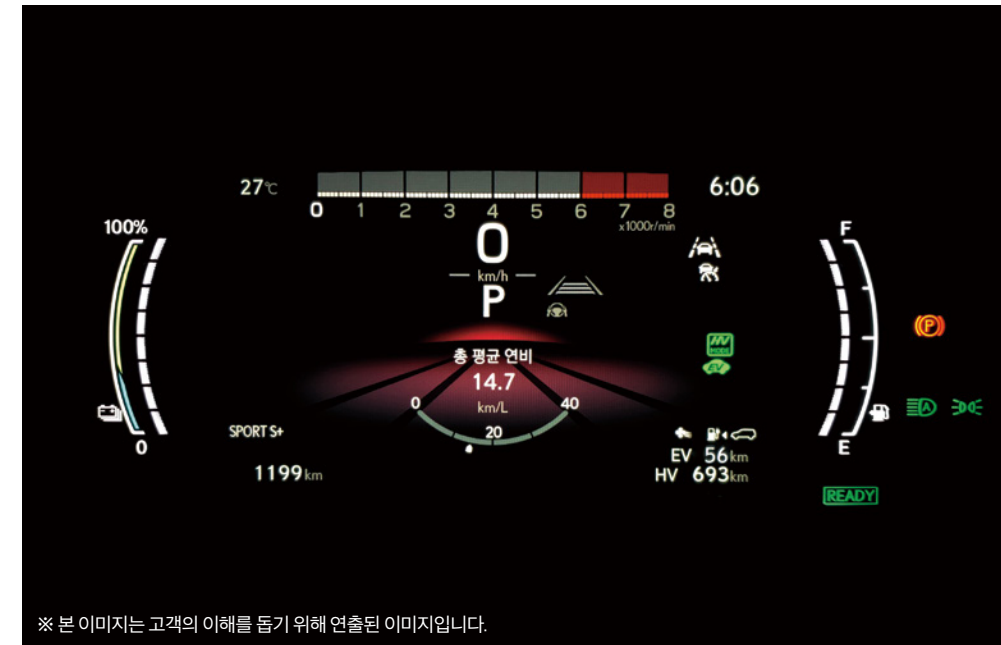 27℃
6:06
0 1 2 3 4 5 6 7 8
x1000r/min
100%
F
0
km/h
P
(P)
HV
MODE
EV
총 평균 연비
14.7
km/L
0 40
20
A
SPORT S+
0
E
1199km
EV 56km
HV 693km
READY
※ 본 이미지는 고객의 이해를 돕기 위해 연출된 이미지입니다.